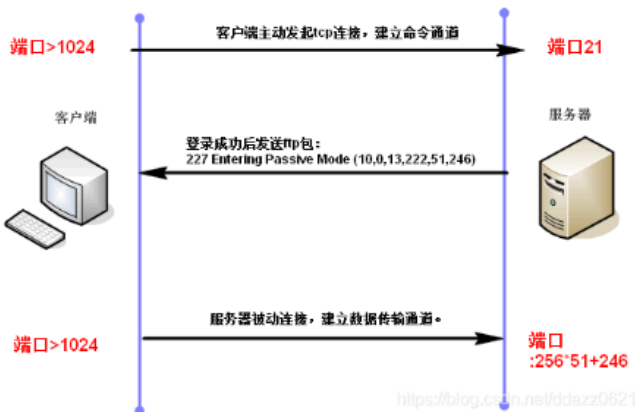 客户端主动发起tcp连接，建立命令通道
端口>1024
端口21
客户端
服务器
登录成功后发送ftp包：
227 Entering Passive Mode (10,0,13,222,51,246)
服务器被动连接，建立数据传输通道。
端口>1024
端口
:256*51+246
https://blog.csdn.net/ddazz0621